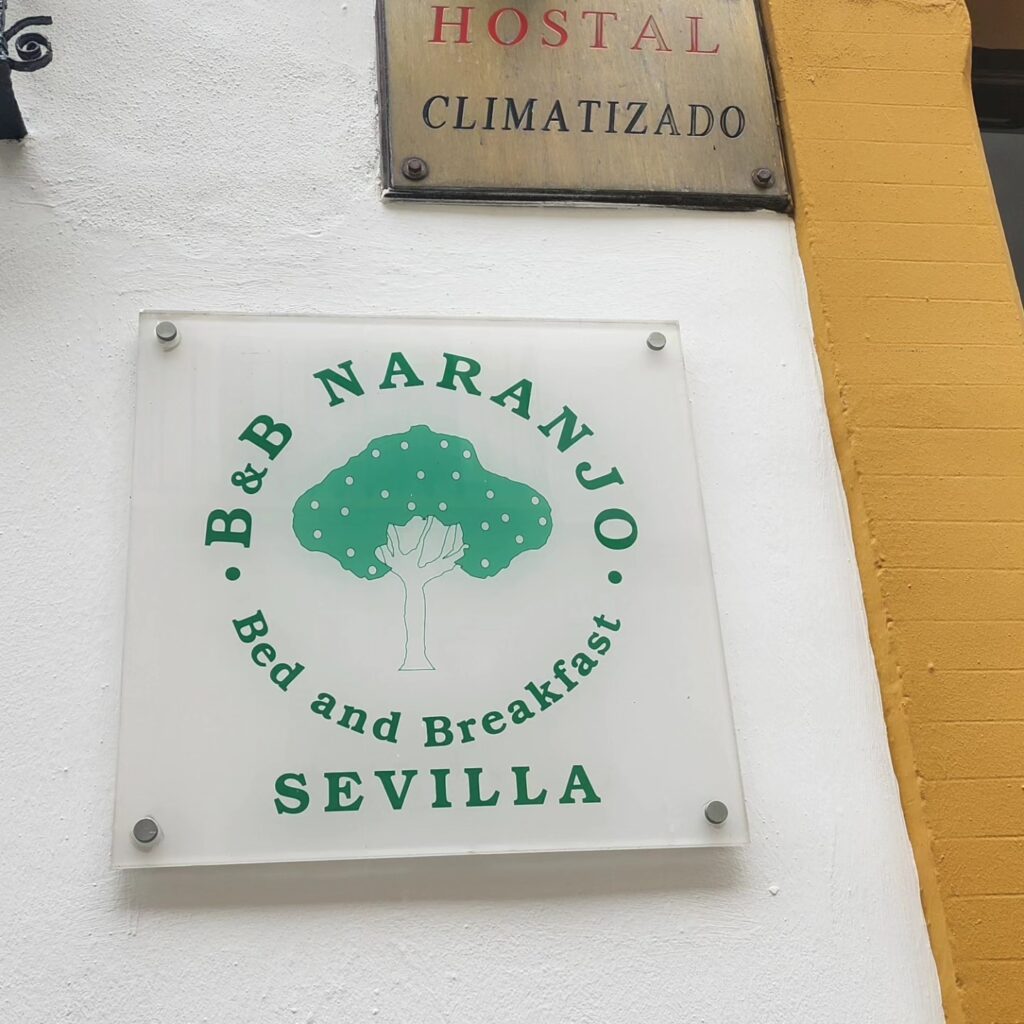 HOSTAL
CLIMATIZADO
B&B NARANJO
• Bed and Breakfast •
SEVILLA